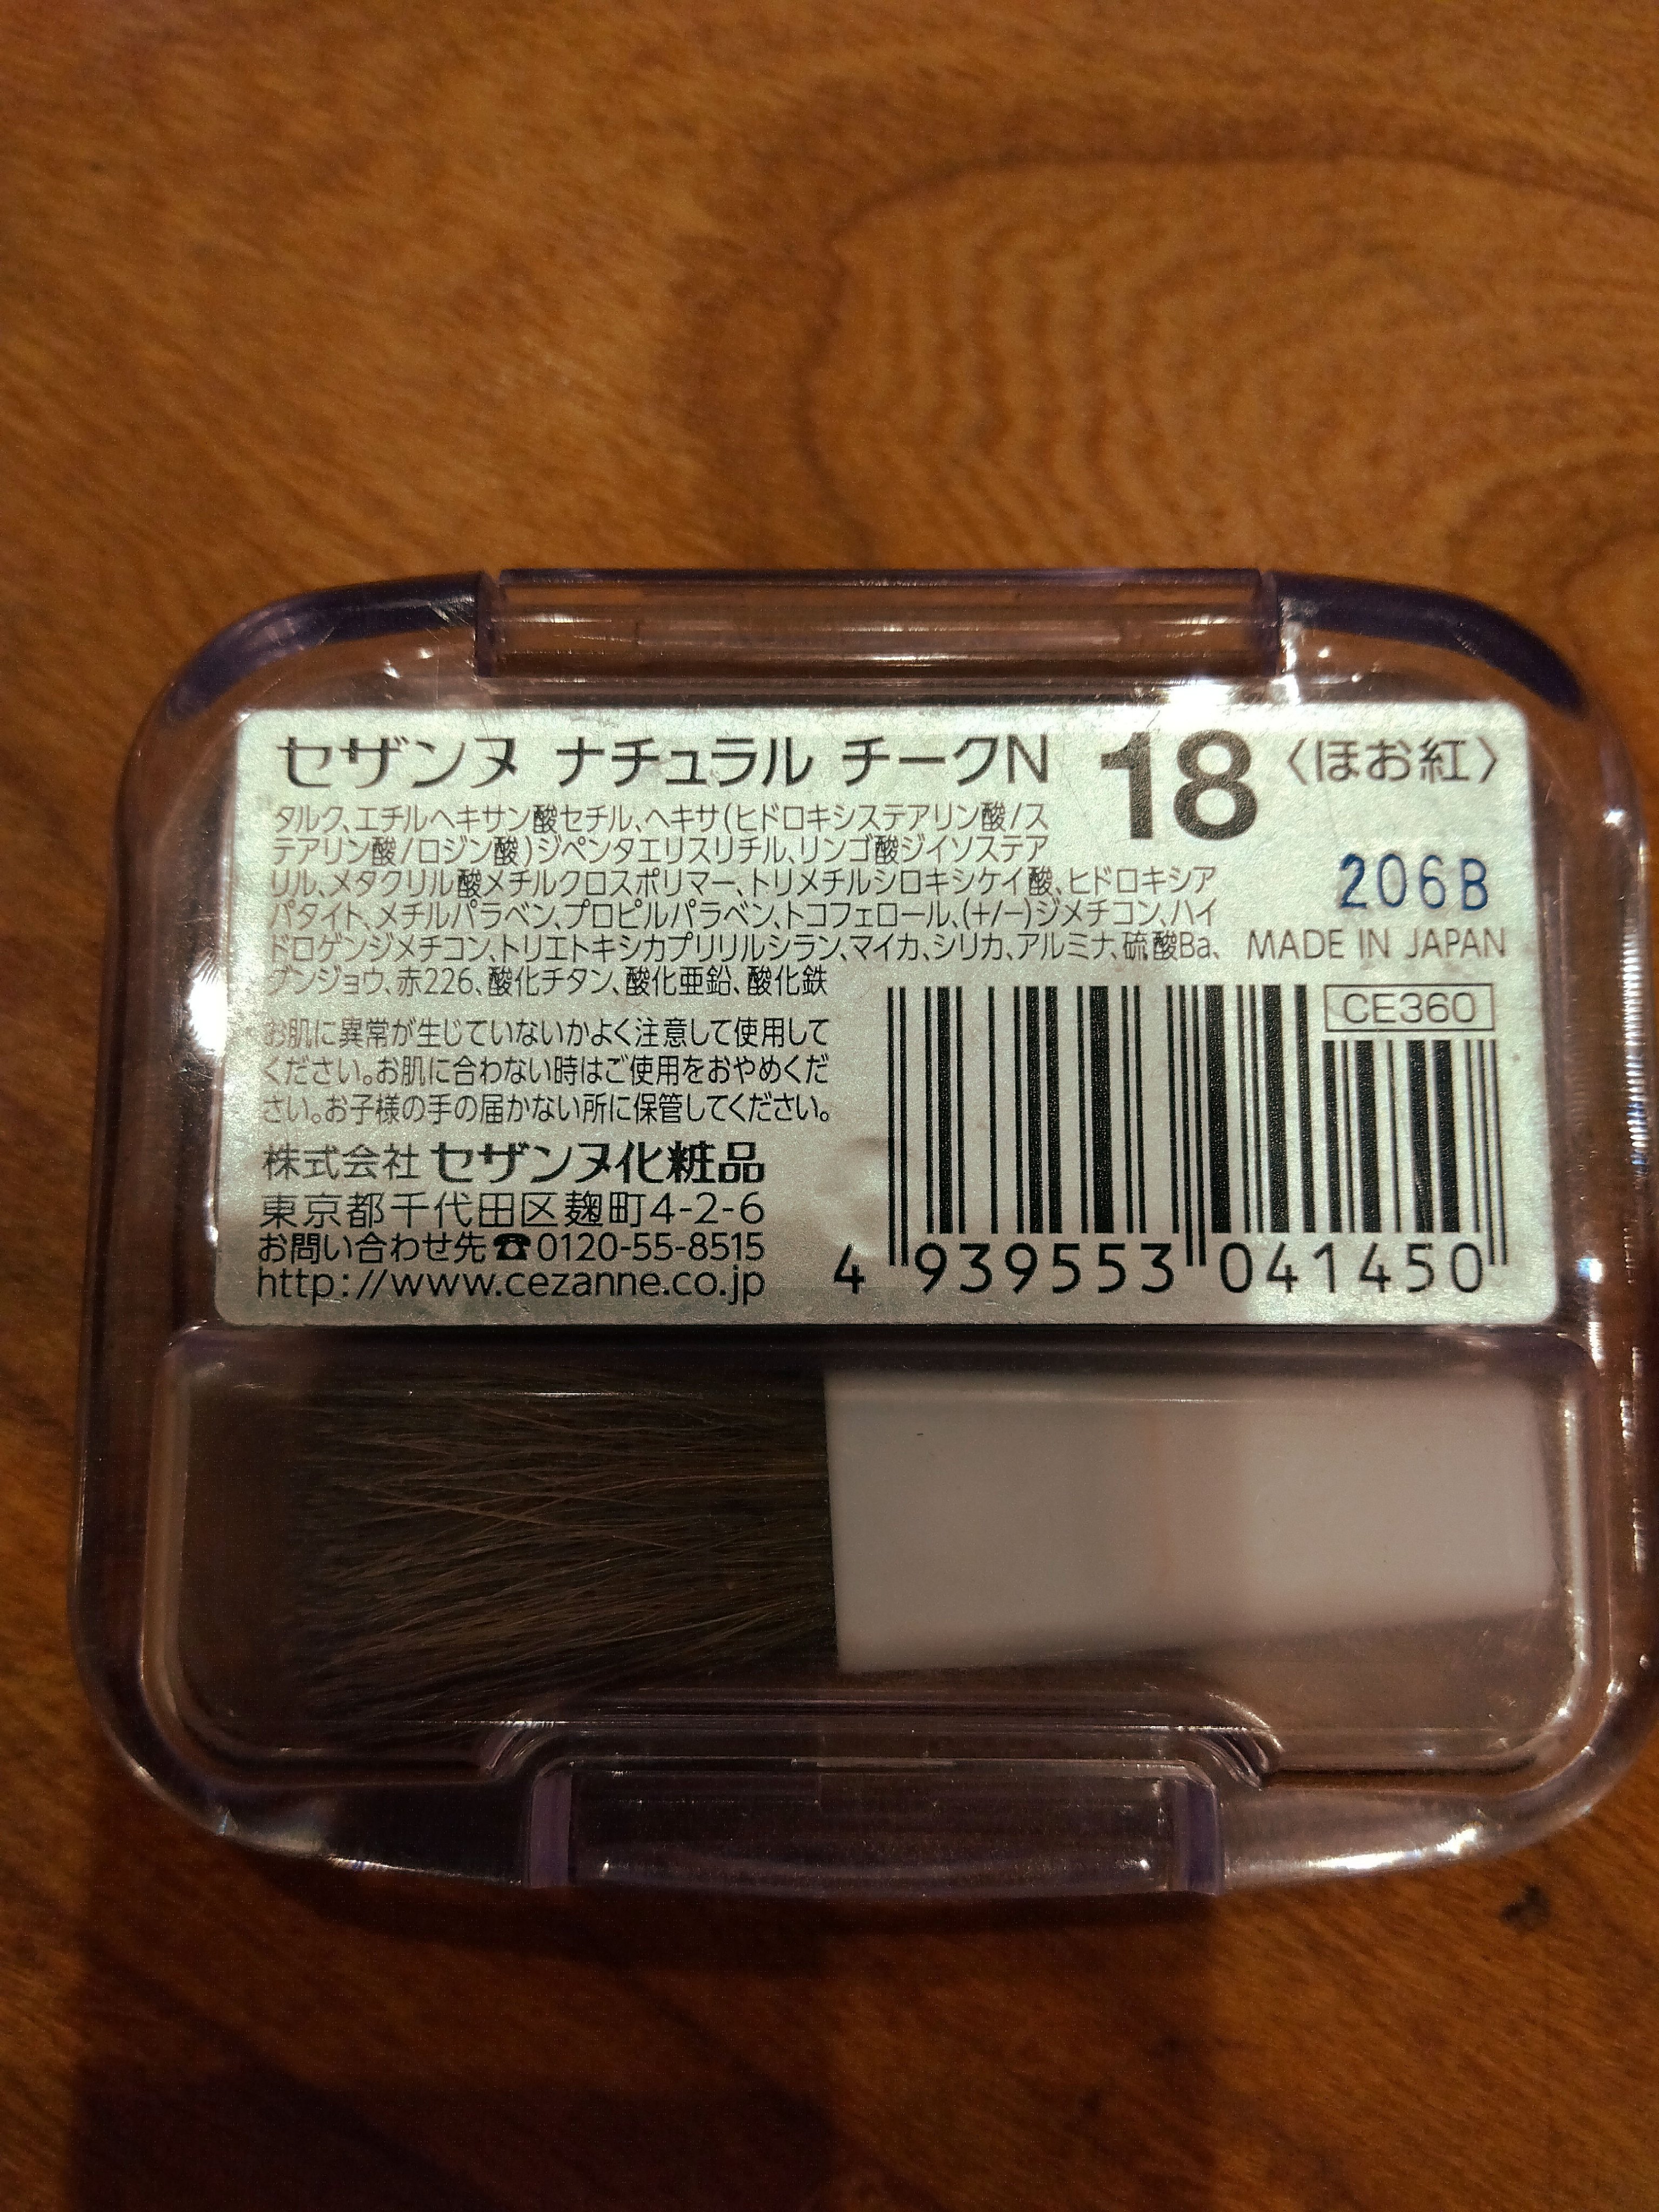 セザンヌ ナチュラル チークN 18 〈ほお紅〉
タルク、エチルヘキサン酸セチル、ヘキサ(ヒドロキシステアリン酸/ス
テアリン酸/ロジン酸)ジペンタエリスリチル、リンゴ酸ジイソステア
リル、メタクリル酸メチルクロスポリマー、トリメチルシロキシケイ酸、ヒドロキシア
パタイト、メチルパラベン、プロピルパラベン、トコフェロール、(+/−)ジメチコン、ハイ
ドロゲンジメチコン、トリエトキシカプリリルシラン、マイカ、シリカ、アルミナ、硫酸Ba、
グンジョウ、赤226、酸化チタン、酸化亜鉛、酸化鉄
206B
MADE IN JAPAN
CE360
お肌に異常が生じていないかよく注意して使用して
ください。お肌に合わない時はご使用をおやめくだ
さい。お子様の手の届かない所に保管してください。
株式会社 セザンヌ化粧品
東京都千代田区麹町4-2-6
お問い合わせ先☎0120-55-8515
http://www.cezanne.co.jp
4 939553 041450